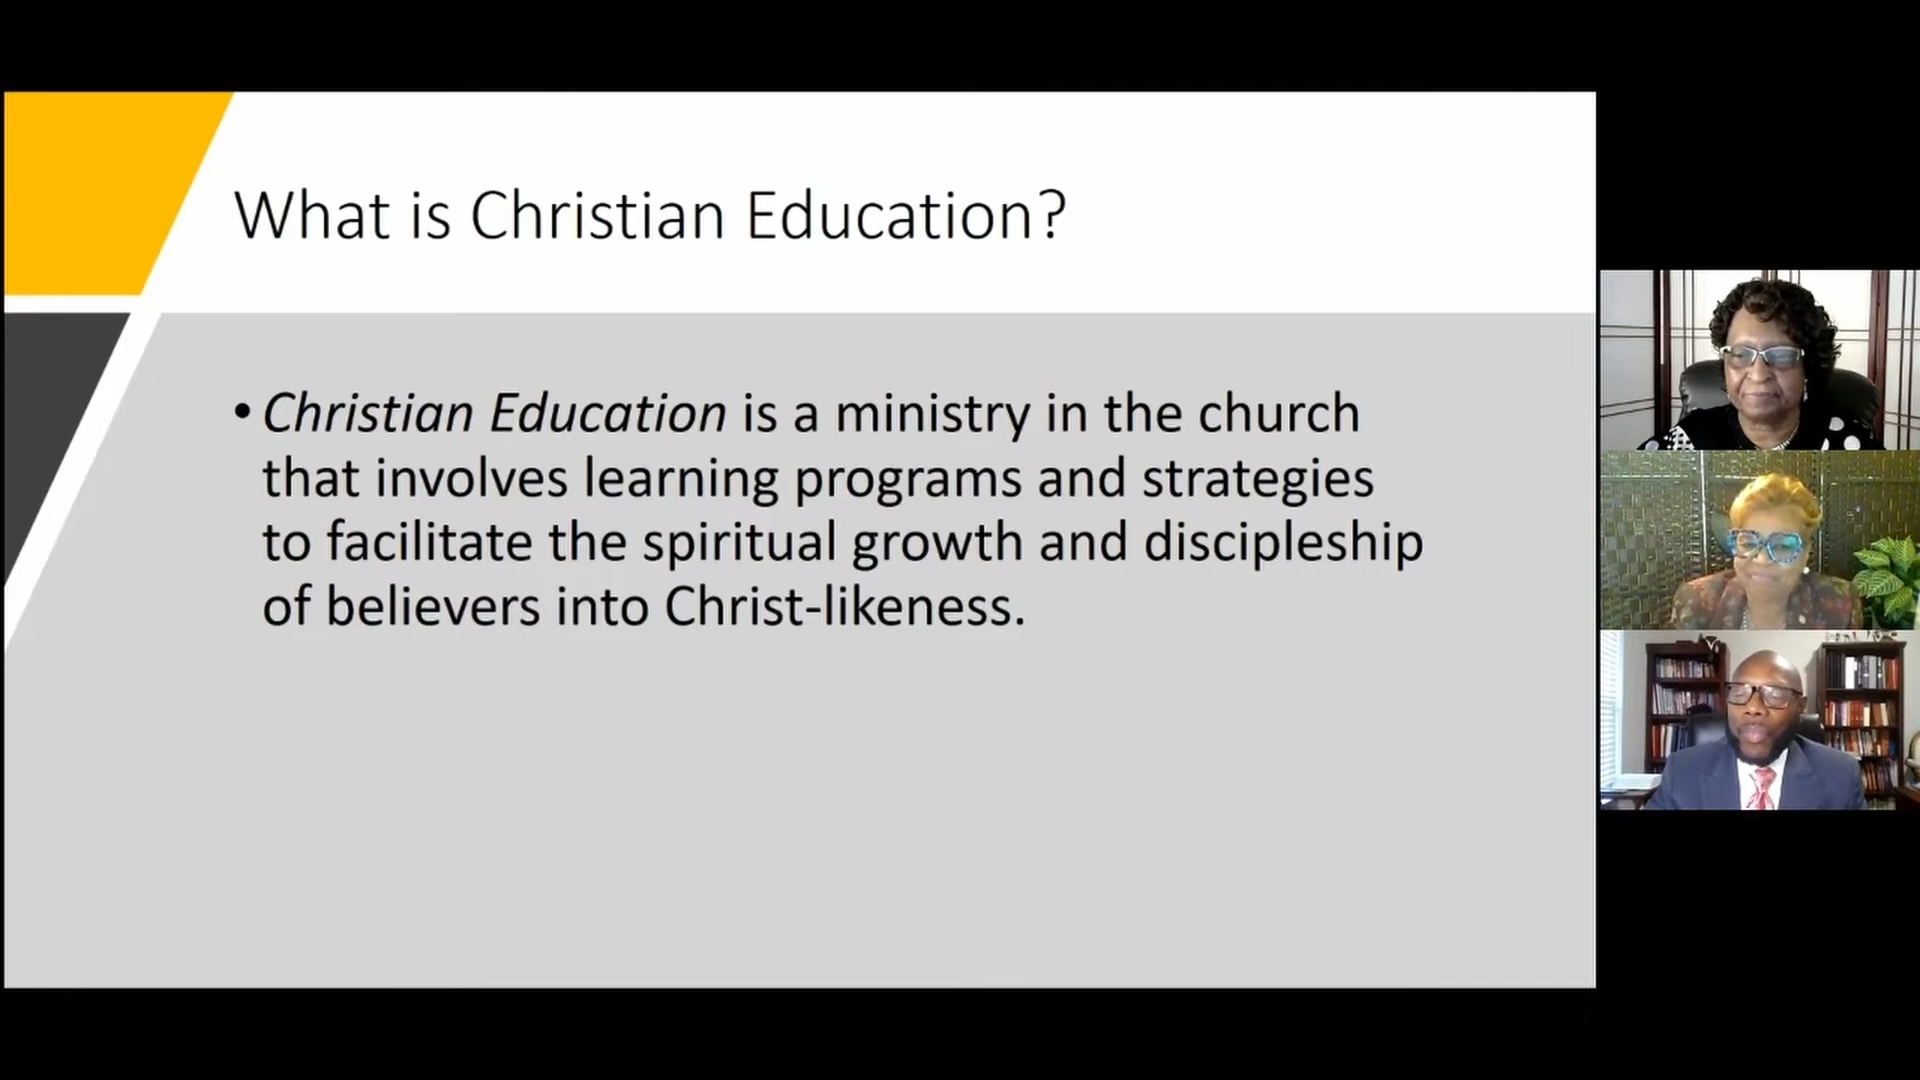 What is Christian Education?
• Christian Education is a ministry in the church
that involves learning programs and strategies
to facilitate the spiritual growth and discipleship
of believers into Christ-likeness.